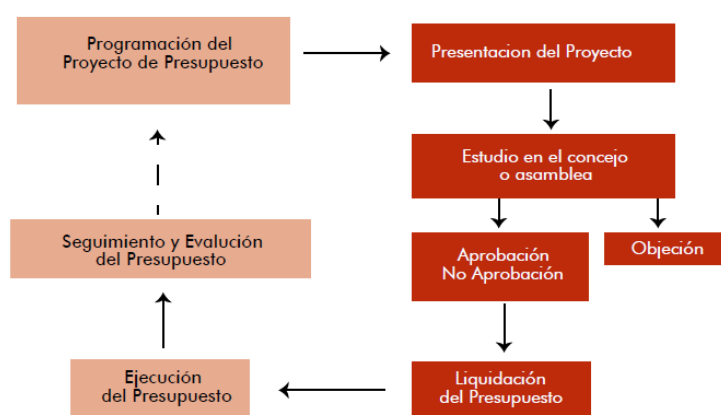 Programación del
Proyecto de Presupuesto
Presentacion del Proyecto
Estudio en el concejo
o asamblea
Aprobación
No Aprobación
Objeción
Liquidación
del Presupuesto
Ejecución
del Presupuesto
Seguimiento y Evalución
del Presupuesto